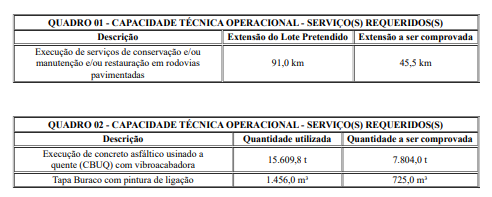 QUADRO 01 - CAPACIDADE TÉCNICA OPERACIONAL - SERVIÇO(S) REQUERIDOS(S)
Descrição Extensão do Lote Pretendido Extensão a ser comprovada
Execução de serviços de conservação e/ou
manutenção e/ou restauração em rodovias
pavimentadas
91,0 km 45,5 km
QUADRO 02 - CAPACIDADE TÉCNICA OPERACIONAL - SERVIÇO(S) REQUERIDOS(S)
Descrição Quantidade utilizada Quantidade a ser comprovada
Execução de concreto asfáltico usinado a
quente (CBUQ) com vibroacabadora
15.609,8 t 7.804,0 t
Tapa Buraco com pintura de ligação 1.456,0 m³ 725,0 m³